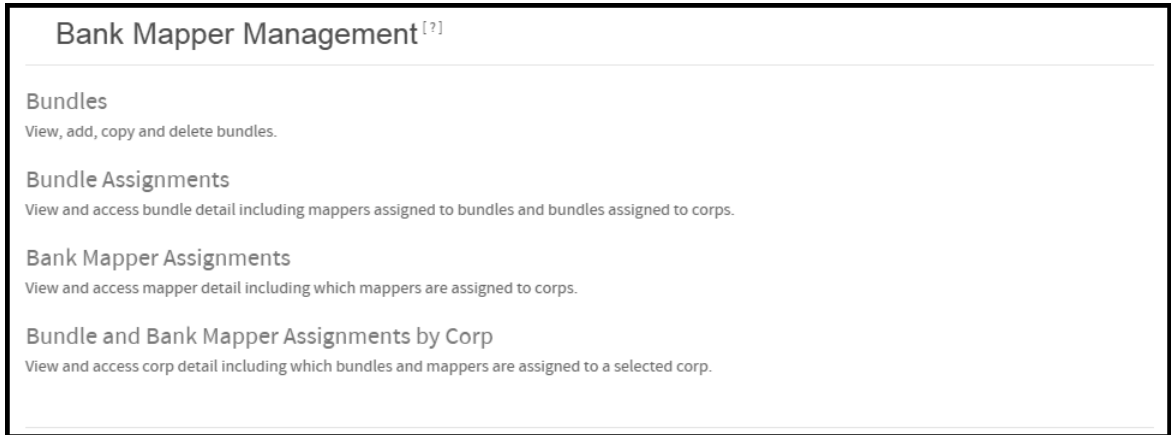 Bank Mapper Management[?]
Bundles
View, add, copy and delete bundles.
Bundle Assignments
View and access bundle detail including mappers assigned to bundles and bundles assigned to corps.
Bank Mapper Assignments
View and access mapper detail including which mappers are assigned to corps.
Bundle and Bank Mapper Assignments by Corp
View and access corp detail including which bundles and mappers are assigned to a selected corp.